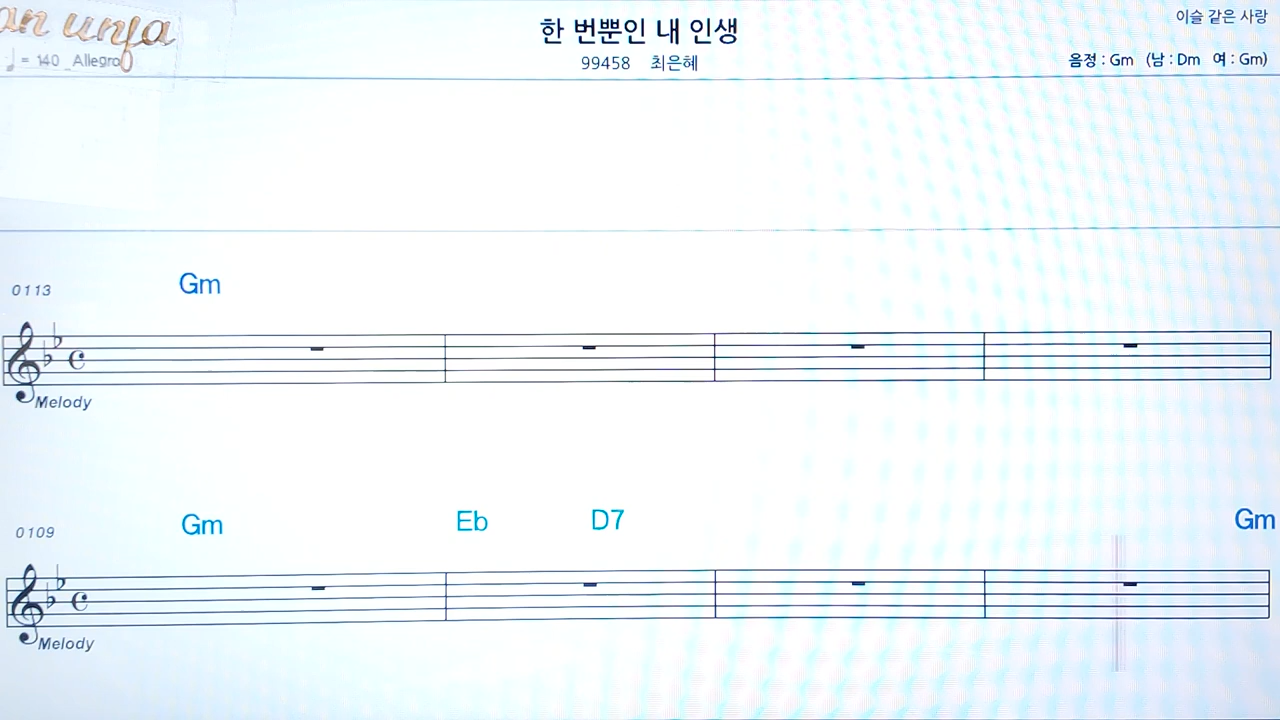 한 번뿐인 내 인생
이슬 같은 사랑
♩ = 140 Allegro
99458 최은혜
음정 : Gm (남 : Dm 여 : Gm)
Gm
0113
Melody
Gm Eb D7 Gm
0109
Melody